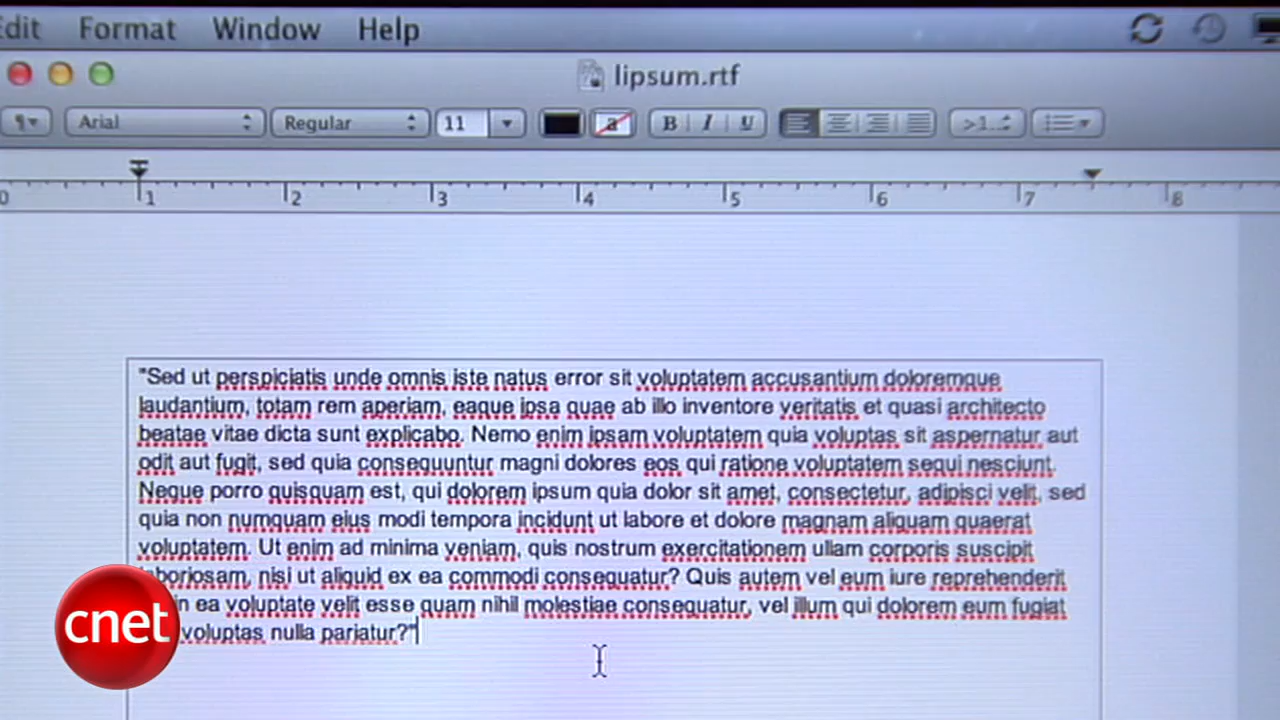 Edit Format Window Help
lipsum.rtf
Arial Regular 11 a B I U >1...
0 1 2 3 4 5 6 7 8
"Sed ut perspiciatis unde omnis iste natus error sit voluptatem accusantium doloremque
laudantium, totam rem aperiam, eaque ipsa quae ab illo inventore veritatis et quasi architecto
beatae vitae dicta sunt explicabo. Nemo enim ipsam voluptatem quia voluptas sit aspernatur aut
odit aut fugit, sed quia consequuntur magni dolores eos qui ratione voluptatem sequi nesciunt.
Neque porro quisquam est, qui dolorem ipsum quia dolor sit amet, consectetur, adipisci velit, sed
quia non numquam eius modi tempora incidunt ut labore et dolore magnam aliquam quaerat
voluptatem. Ut enim ad minima veniam, quis nostrum exercitationem ullam corporis suscipit
laboriosam, nisi ut aliquid ex ea commodi consequatur? Quis autem vel eum iure reprehenderit
in ea voluptate velit esse quam nihil molestiae consequatur, vel illum qui dolorem eum fugiat
voluptas nulla pariatur?"
cnet